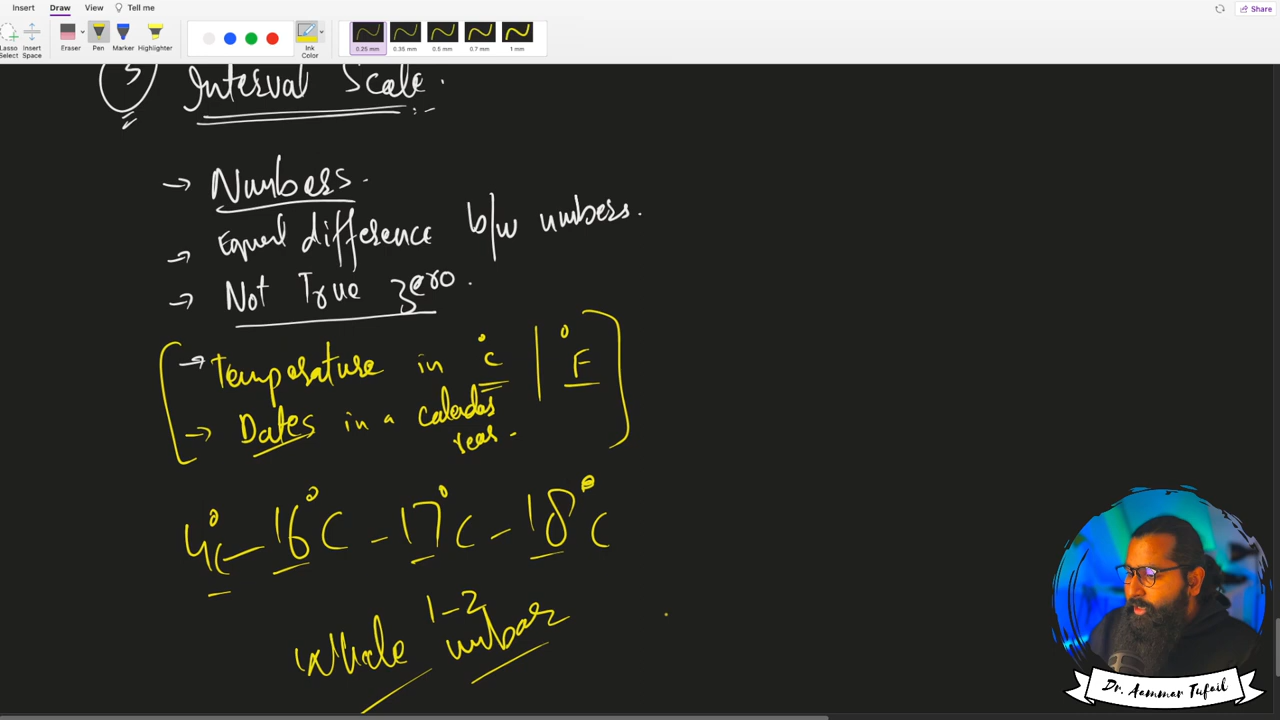 Insert Draw View Tell me
Share
Lasso Select
Insert Space
Eraser
Pen
Marker
Highlighter
Ink Color
0.25 mm
0.35 mm
0.5 mm
0.7 mm
1 mm
3 Interval Scale.
→ Numbers.
→ Equal difference b/w numbers.
→ Not True zero.
→ Temperature in °c | °F
→ Dates in a
year.
4°C - 16°C - 17°C - 18°C
1-2
Whole number
Dr. Aammar Tufail